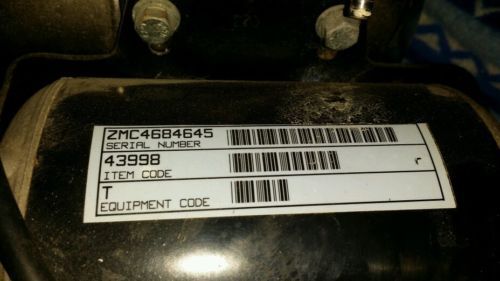 ZMC4684645
SERIAL NUMBER
43998
ITEM CODE
r
T
EQUIPMENT CODE